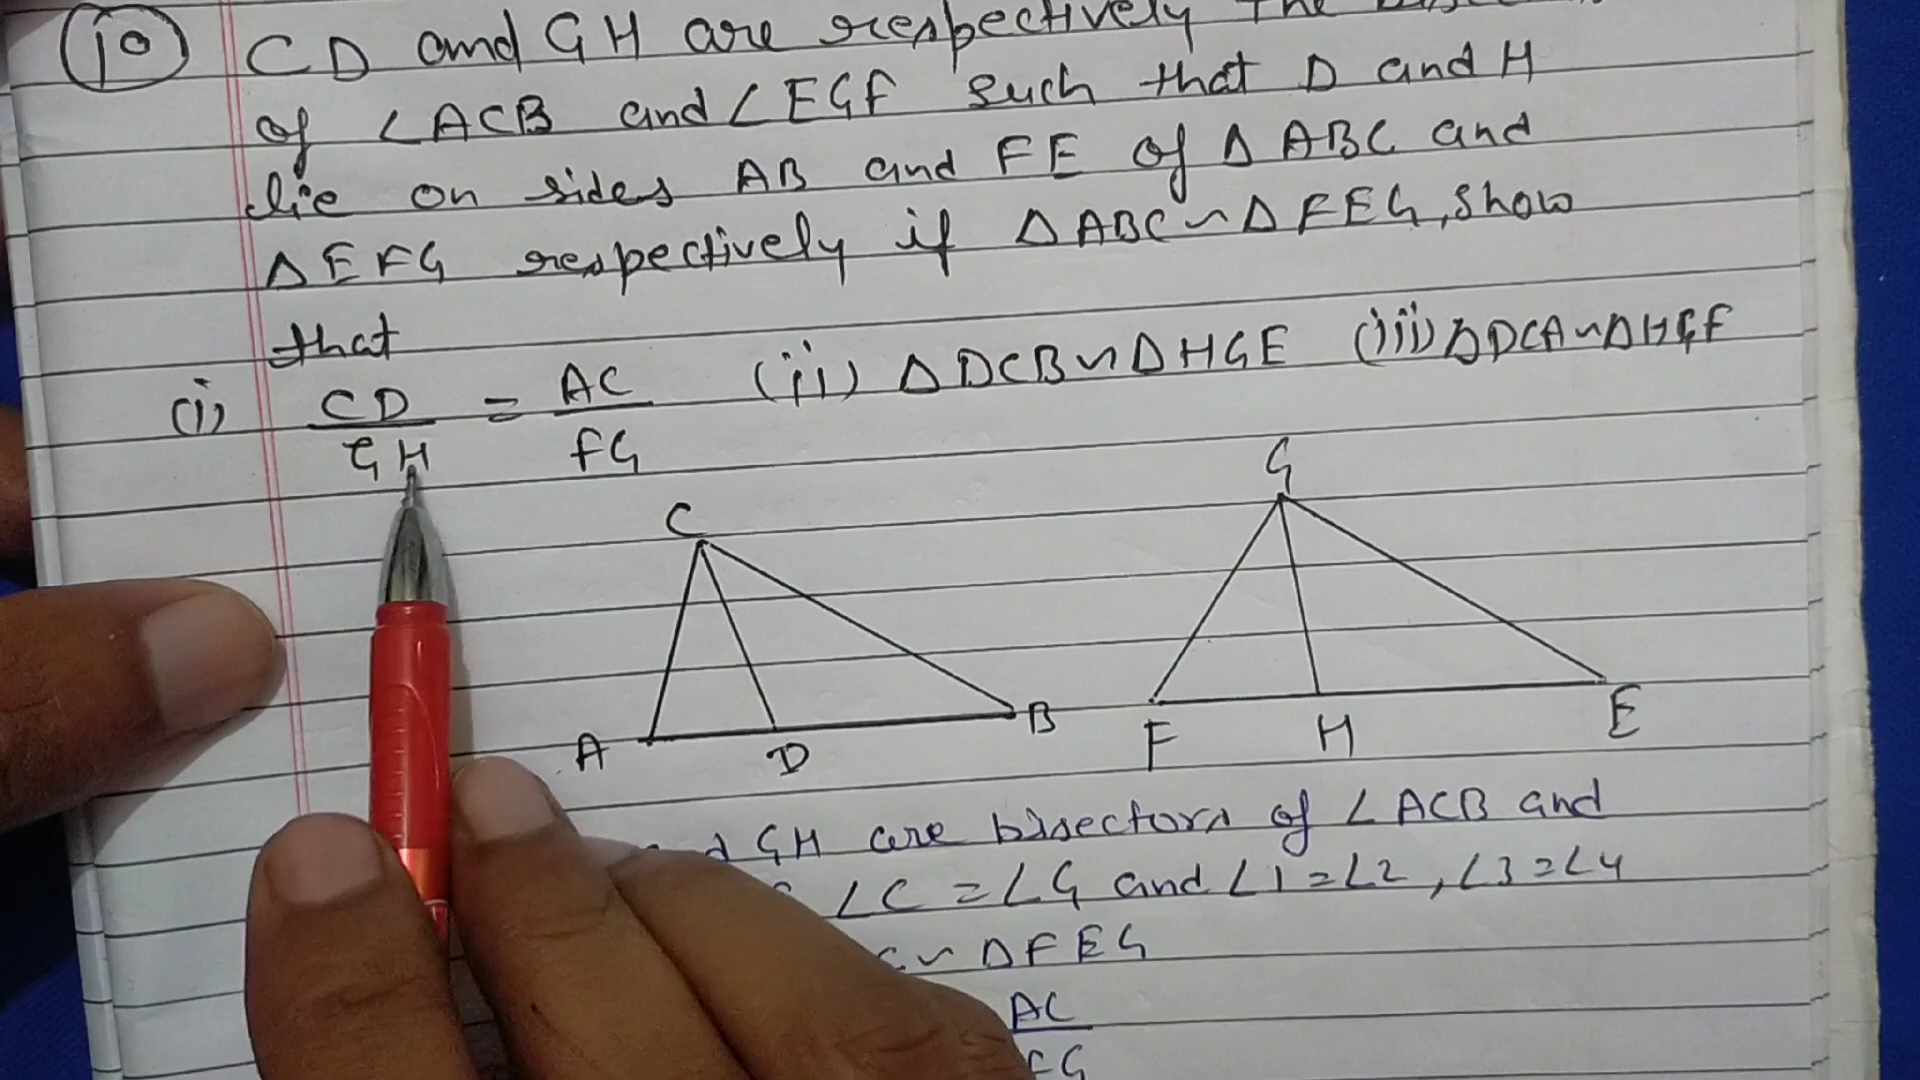 10 CD and GH are respectively the
of ∠ACB and ∠EGF such that D and H
lie on sides AB and FE of Δ ABC and
Δ EFG respectively if Δ ABC ~ Δ FEG, show
that
(i) CD/GH = AC/FG (ii) Δ DCB ~ Δ HGE (iii) Δ DCA ~ Δ HGF
C
G
A D B
F H E
GH are bisectors of ∠ACB and
∠C = ∠G and ∠1 = ∠2, ∠3 = ∠4
~ Δ FEG
AC
FG